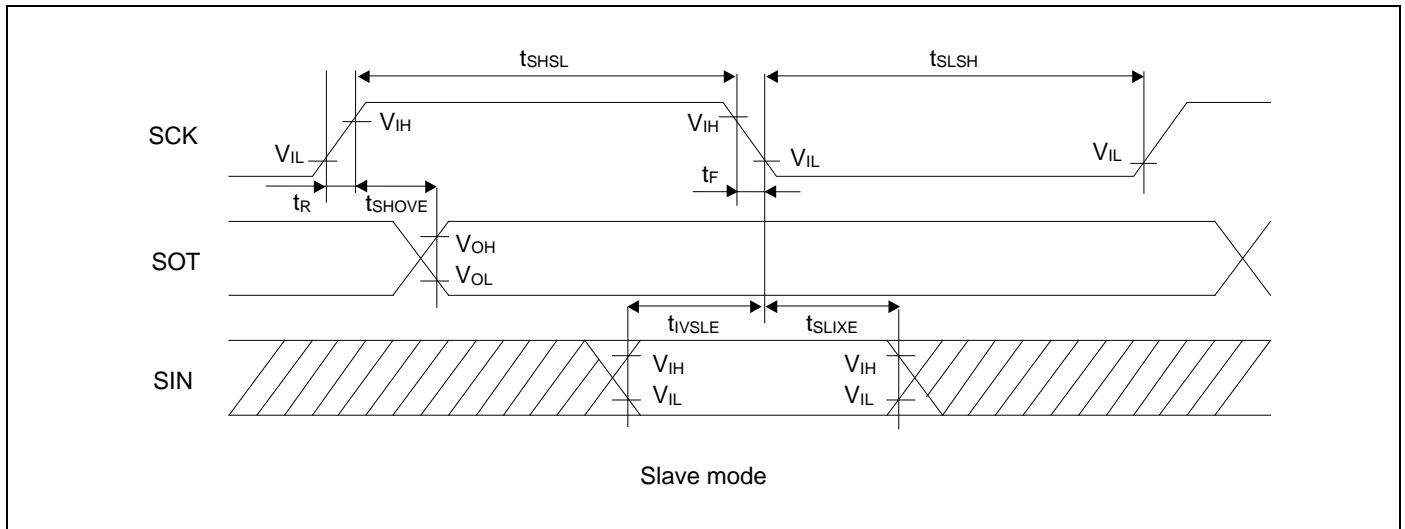 tSHSL
tSLSH
SCK
VIH
VIH
VIL
VIL
VIL
tF
tR
tSHOVE
SOT
VOH
VOL
tIVSLE
tSLIXE
SIN
VIH
VIH
VIL
VIL
Slave mode